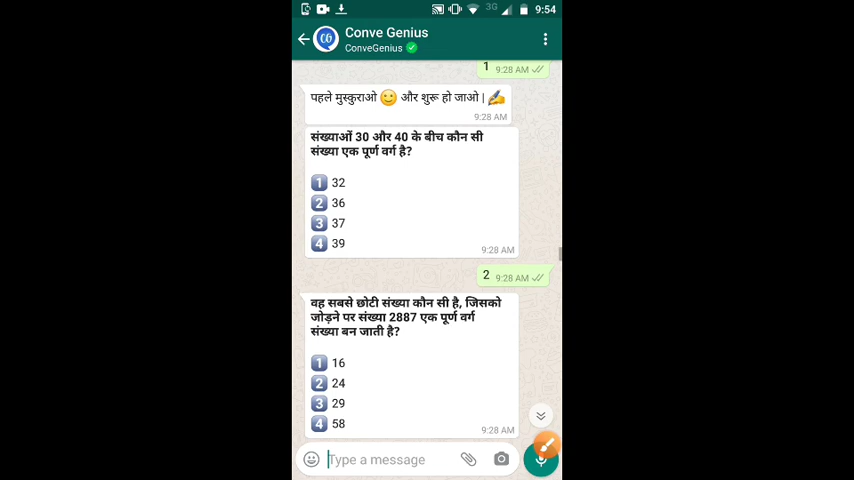 3G 9:54
Conve Genius
ConveGenius
1 9:28 AM
पहले मुस्कुराओ 🙂 और शुरू हो जाओ | ✍️
9:28 AM
संख्याओं 30 और 40 के बीच कौन सी
संख्या एक पूर्ण वर्ग है?
1 32
2 36
3 37
4 39
9:28 AM
2 9:28 AM
वह सबसे छोटी संख्या कौन सी है, जिसको
जोड़ने पर संख्या 2887 एक पूर्ण वर्ग
संख्या बन जाती है?
1 16
2 24
3 29
4 58
9:28 AM
Type a message